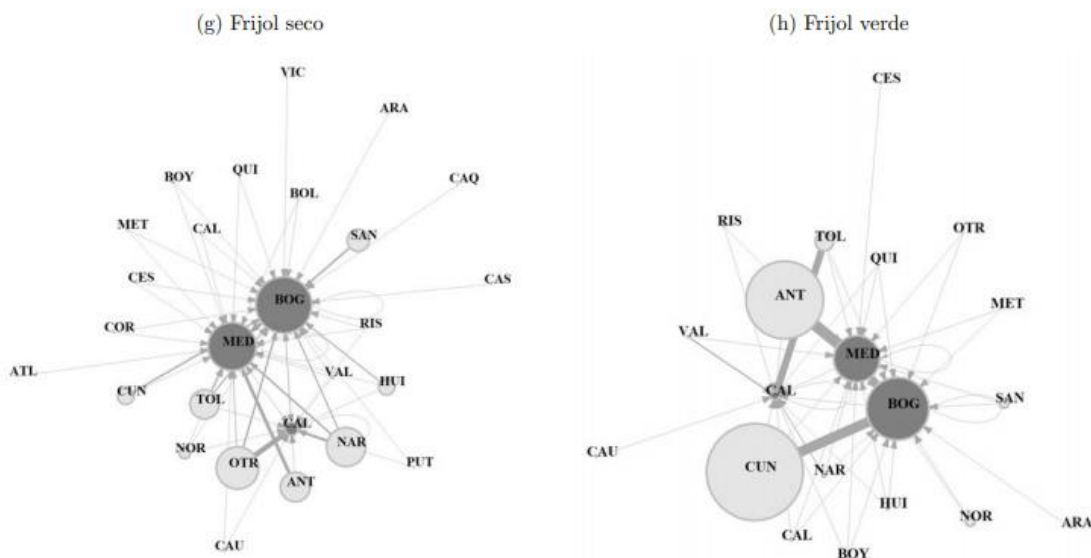 (g) Frijol seco
VIC
ARA
BOY
QUI
BOL
CAQ
MET
CAL
SAN
CES
BOG
CAS
COR
RIS
MED
ATL
VAL
CUN
TOL
HUI
CAL
NOR
OTR
NAR
ANT
PUT
CAU
(h) Frijol verde
CES
RIS
TOL
OTR
QUI
ANT
MET
VAL
MED
CAL
BOG
SAN
CAU
CUN
NAR
HUI
NOR
ARA
CAL
BOY